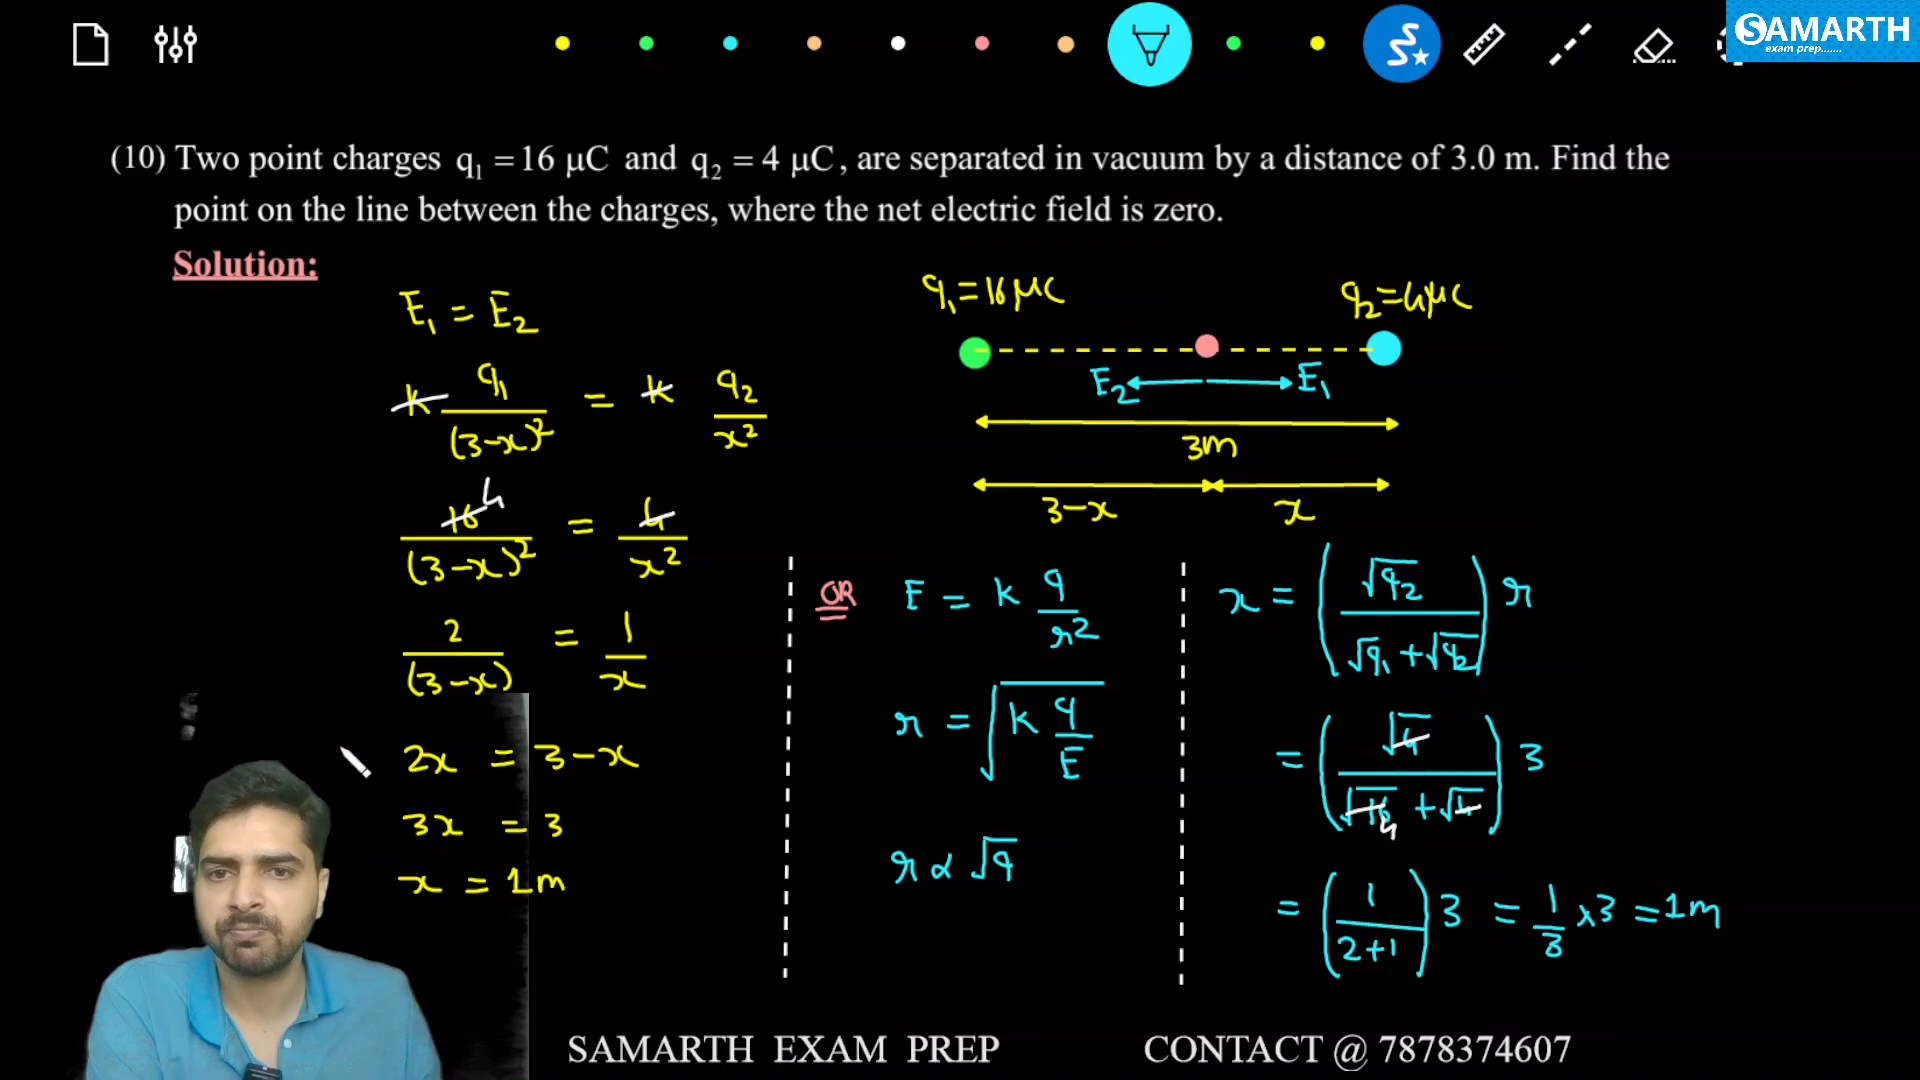 SAMARTH
exam prep.......
(10) Two point charges q₁ = 16 μC and q₂ = 4 μC, are separated in vacuum by a distance of 3.0 m. Find the
point on the line between the charges, where the net electric field is zero.
Solution:
E₁ = E₂
k q₁/(3-x)² = k q₂/x²
16 4/(3-x)² = 4/x²
2/(3-x) = 1/x
2x = 3-x
3x = 3
x = 1m
q₁=16μC
q₂=4μC
E₂ E₁
3m
3-x x
OR
E = k q/r²
r = √(k q/E)
r α √q
x = (√q₂/(√q₁+√q₂)) r
= (√4/(√16 4 + √4)) 3
= (1/(2+1)) 3 = 1/3 x3 = 1m
SAMARTH EXAM PREP CONTACT @ 7878374607